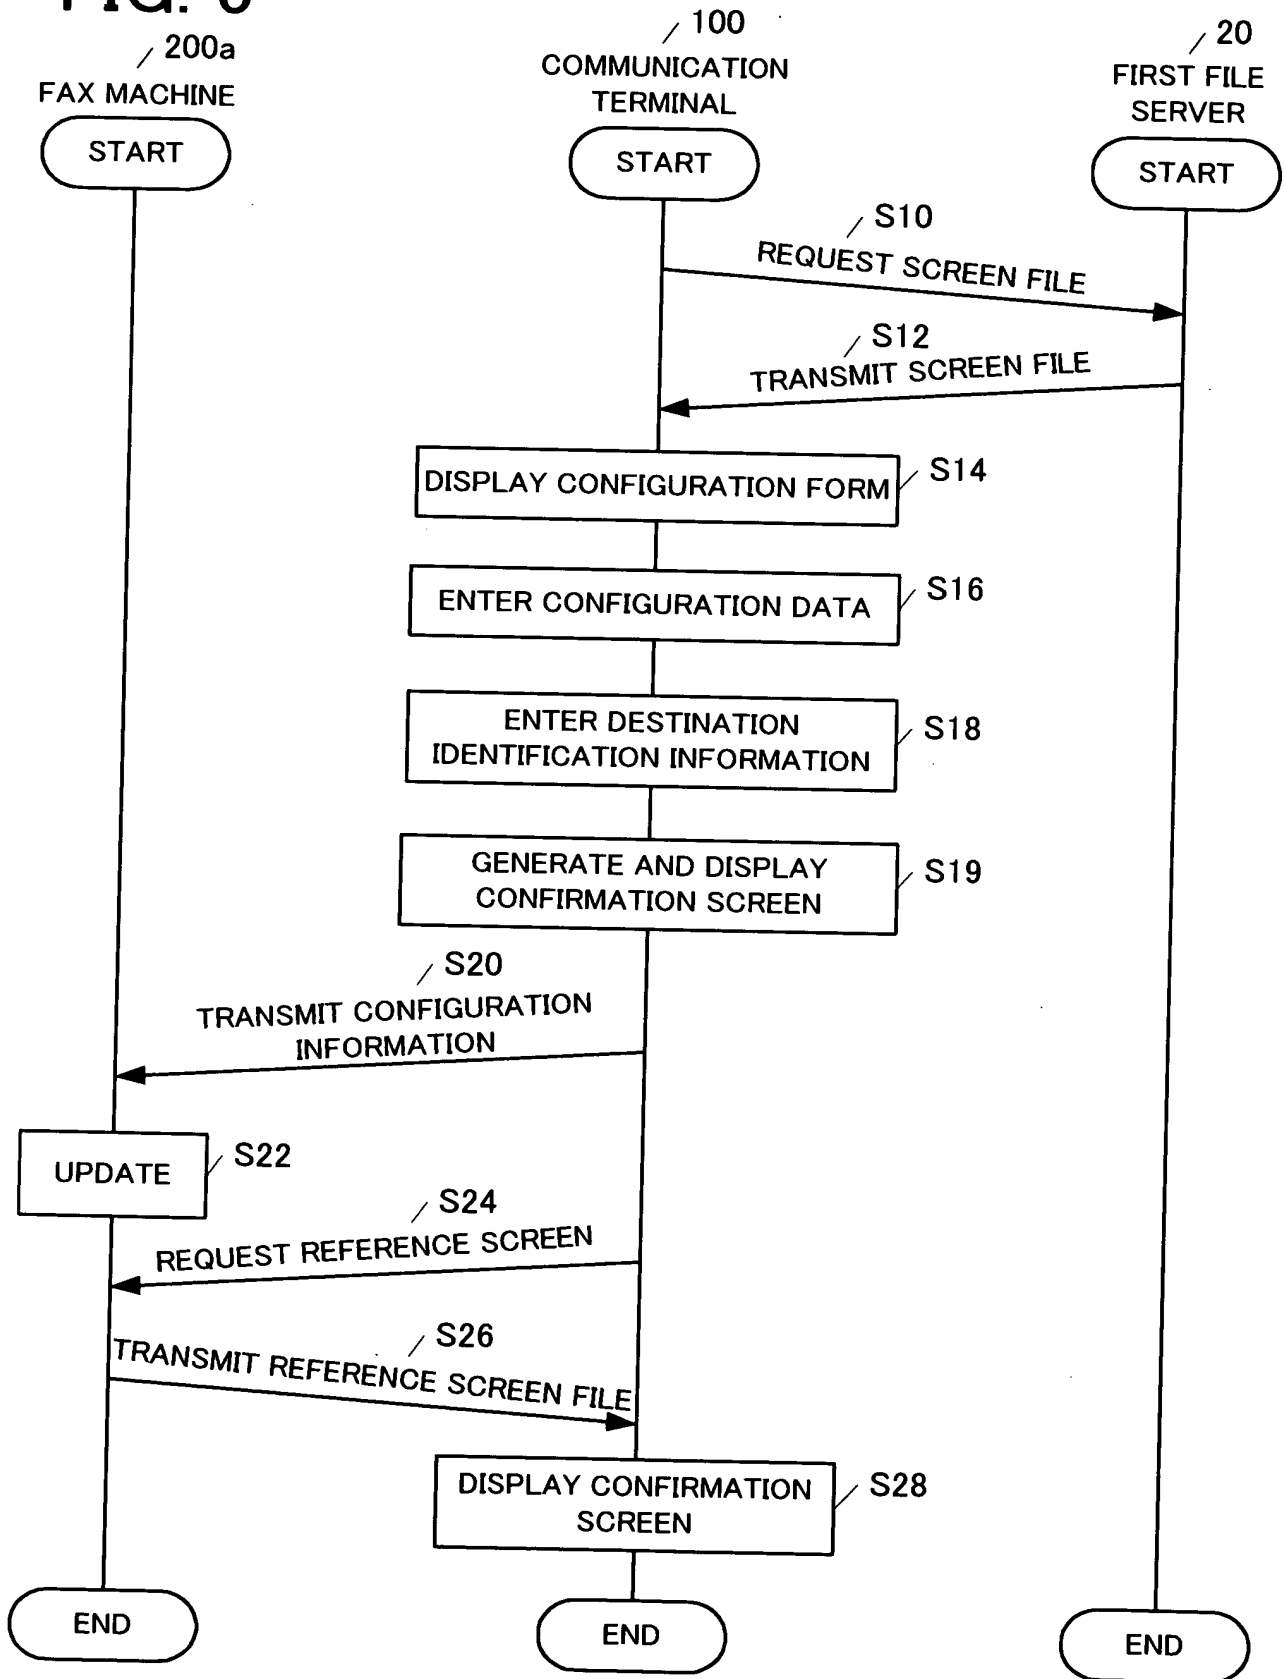 200a
FAX MACHINE
START
100
COMMUNICATION
TERMINAL
START
20
FIRST FILE
SERVER
START
S10
REQUEST SCREEN FILE
S12
TRANSMIT SCREEN FILE
DISPLAY CONFIGURATION FORM
S14
ENTER CONFIGURATION DATA
S16
ENTER DESTINATION
IDENTIFICATION INFORMATION
S18
GENERATE AND DISPLAY
CONFIRMATION SCREEN
S19
S20
TRANSMIT CONFIGURATION
INFORMATION
UPDATE
S22
S24
REQUEST REFERENCE SCREEN
S26
TRANSMIT REFERENCE SCREEN FILE
DISPLAY CONFIRMATION
SCREEN
S28
END
END
END